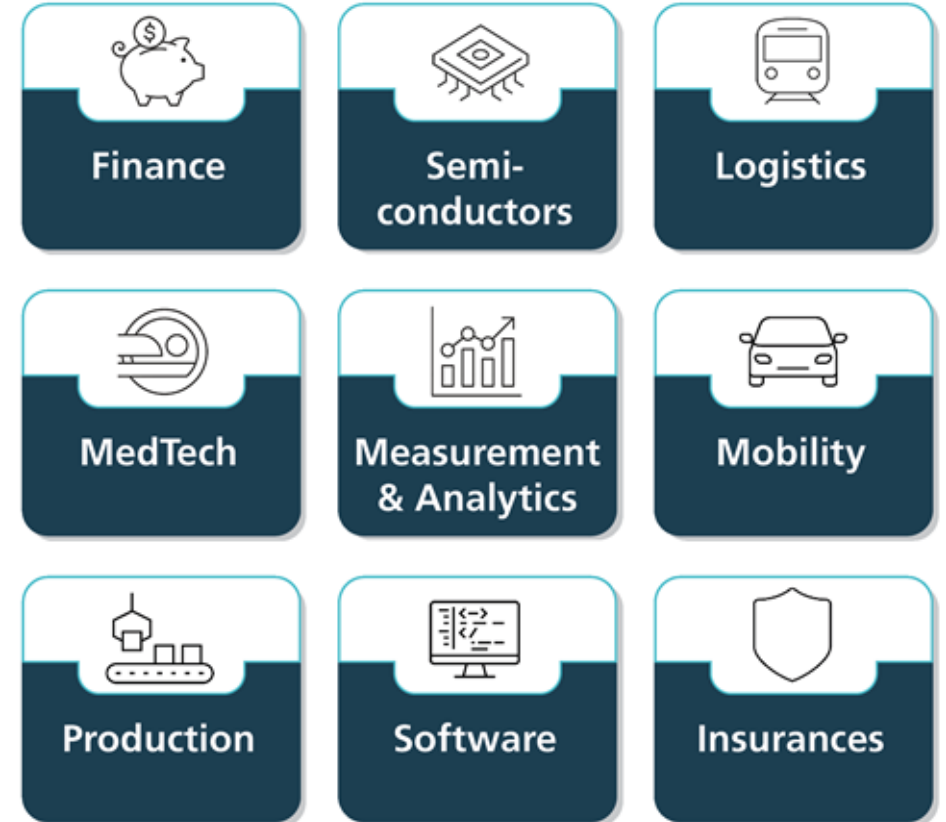 Finance
Semi-
conductors
Logistics
MedTech
Measurement
& Analytics
Mobility
Production
Software
Insurances